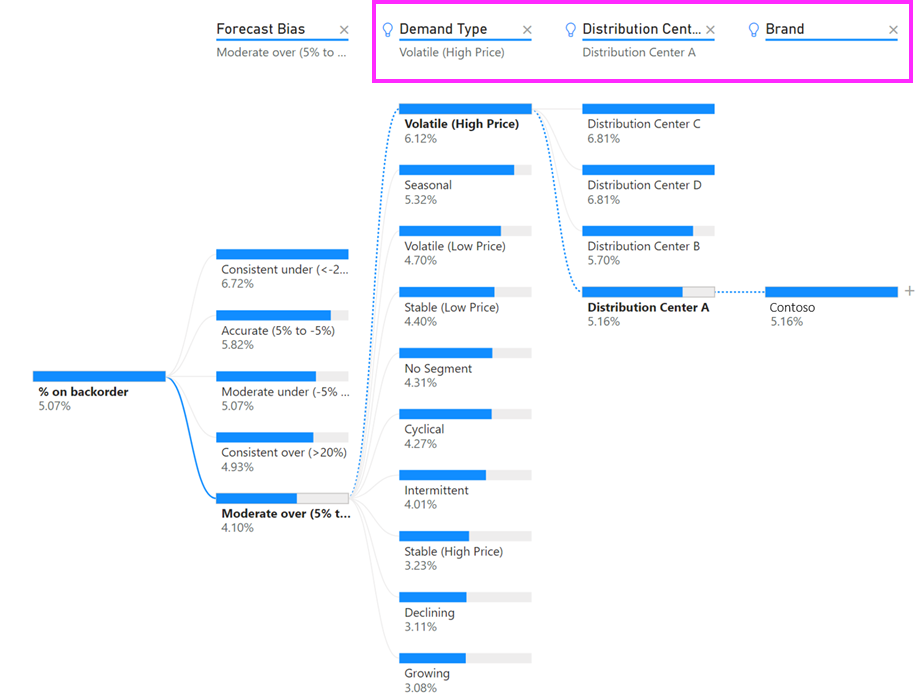 Forecast Bias
Moderate over (5% to ...
Demand Type
Volatile (High Price)
Distribution Cent...
Distribution Center A
Brand
% on backorder
5.07%
Consistent under (<-2...
6.72%
Accurate (5% to -5%)
5.82%
Moderate under (-5% ...
5.07%
Consistent over (>20%)
4.93%
Moderate over (5% t...
4.10%
Volatile (High Price)
6.12%
Seasonal
5.32%
Volatile (Low Price)
4.70%
Stable (Low Price)
4.40%
No Segment
4.31%
Cyclical
4.27%
Intermittent
4.01%
Stable (High Price)
3.23%
Declining
3.11%
Growing
3.08%
Distribution Center C
6.81%
Distribution Center D
6.81%
Distribution Center B
5.70%
Distribution Center A
5.16%
Contoso
5.16%